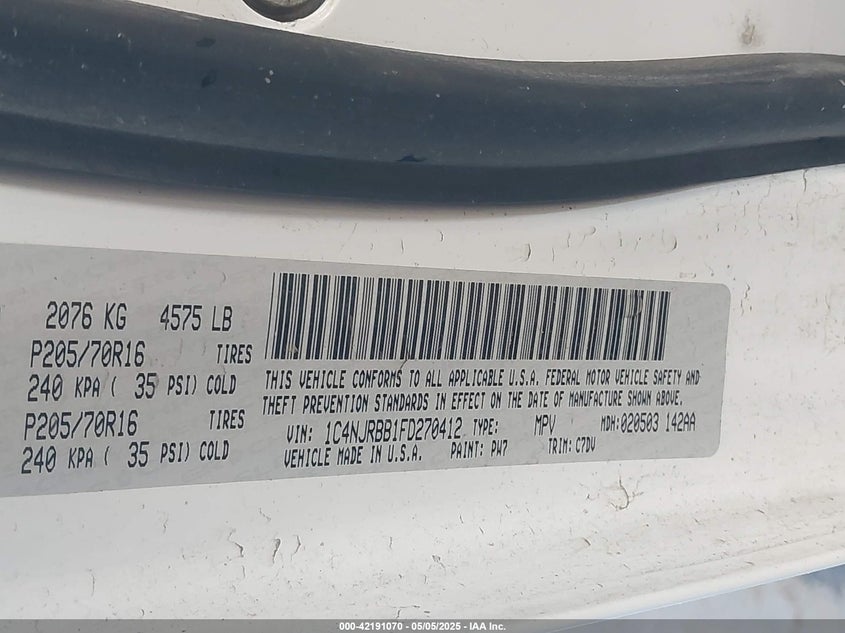 2076 KG 4575 LB
P205/70R16 TIRES
240 KPA ( 35 PSI) COLD
P205/70R16 TIRES
240 KPA ( 35 PSI) COLD
THIS VEHICLE CONFORMS TO ALL APPLICABLE U.S.A. FEDERAL MOTOR VEHICLE SAFETY AND
THEFT PREVENTION STANDARDS IN EFFECT ON THE DATE OF MANUFACTURE SHOWN ABOVE.
VIN: 1C4NJRBB1FD270412 TYPE: MPV MDH:020503 142AA
VEHICLE MADE IN U.S.A. PAINT: PW7 TRIM: C7DV
000-42191070 - 05/05/2025 - IAA Inc.